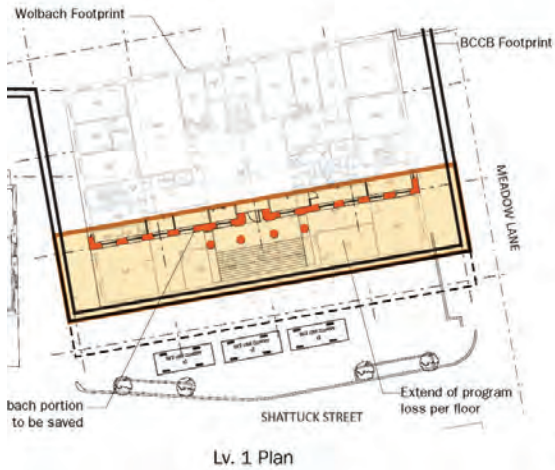 Wolbach Footprint
BCCB Footprint
MEADOW LANE
bach portion
to be saved
Extend of program
loss per floor
SHATTUCK STREET
Lv. 1 Plan